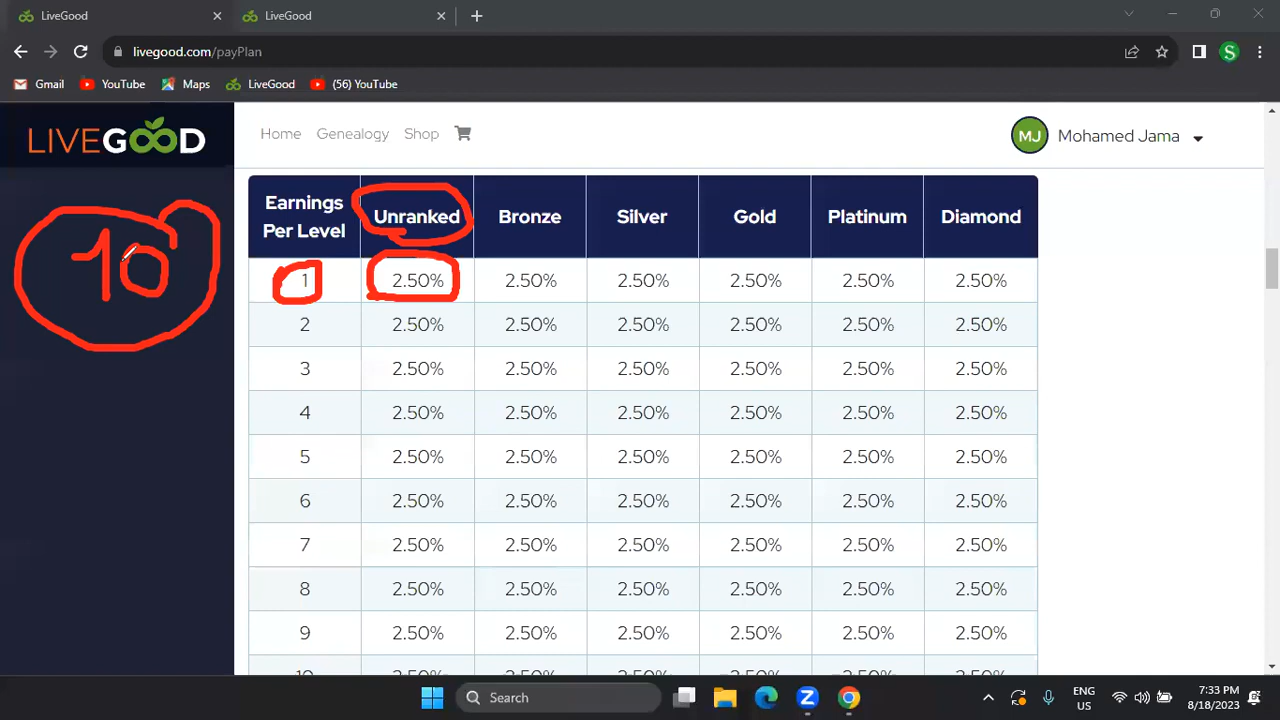 LiveGood
LiveGood
livegood.com/payPlan
S
Gmail YouTube Maps LiveGood (56) YouTube
LIVEGOOD
Home Genealogy Shop
MJ Mohamed Jama
Earnings Per Level Unranked Bronze Silver Gold Platinum Diamond
10
1 2.50% 2.50% 2.50% 2.50% 2.50% 2.50%
2 2.50% 2.50% 2.50% 2.50% 2.50% 2.50%
3 2.50% 2.50% 2.50% 2.50% 2.50% 2.50%
4 2.50% 2.50% 2.50% 2.50% 2.50% 2.50%
5 2.50% 2.50% 2.50% 2.50% 2.50% 2.50%
6 2.50% 2.50% 2.50% 2.50% 2.50% 2.50%
7 2.50% 2.50% 2.50% 2.50% 2.50% 2.50%
8 2.50% 2.50% 2.50% 2.50% 2.50% 2.50%
9 2.50% 2.50% 2.50% 2.50% 2.50% 2.50%
Search
ENG
US
7:33 PM
8/18/2023